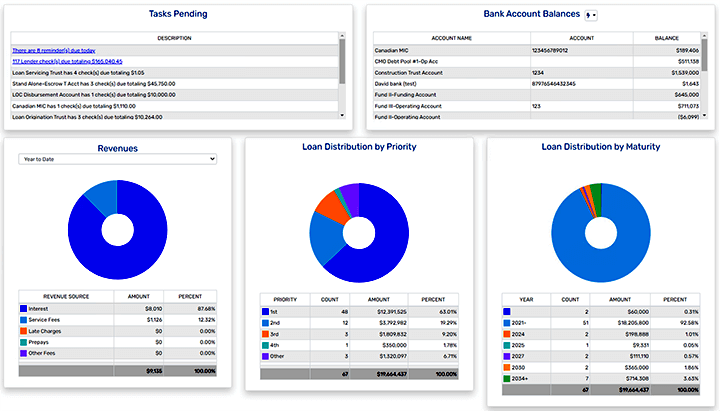 Tasks Pending
DESCRIPTION
There are 8 reminder(s) due today
117 Lender check(s) due totaling $165,040.45
Loan Servicing Trust has 4 check(s) due totaling $1.05
Stand Alone-Escrow T Acct has 3 check(s) due totaling $45,750.00
LOC Disbursement Account has 1 check(s) due totaling $10,000.00
Canadian MIC has 1 check(s) due totaling $1,110.00
Loan Origination Trust has 3 check(s) due totaling $10,264.00
Bank Account Balances
ACCOUNT NAME ACCOUNT BALANCE
Canadian MIC 123456789012 $189,406
CMO Debt Pool #1-Op Acc $511,138
Construction Trust Account 1234 $1,539,000
David bank (test) 87976546432345 $1,643
Fund II-Funding Account $645,000
Fund III-Operating Account 123 $711,073
Fund II-Operating Account ($6,099)
Revenues
Year to Date
REVENUE SOURCE AMOUNT PERCENT
Interest $8,010 87.68%
Service Fees $1,126 12.32%
Late Charges $0 0.00%
Prepays $0 0.00%
Other Fees $0 0.00%
$9,135 100.00%
Loan Distribution by Priority
PRIORITY COUNT AMOUNT PERCENT
1st 48 $12,391,525 63.01%
2nd 12 $3,792,982 19.29%
3rd 3 $1,809,832 9.20%
4th 1 $350,000 1.78%
Other 3 $1,320,097 6.71%
67 $19,664,437 100.00%
Loan Distribution by Maturity
YEAR COUNT AMOUNT PERCENT
2 $60,000 0.31%
2021- 51 $18,205,800 92.58%
2024 2 $198,888 1.01%
2025 1 $9,331 0.05%
2027 2 $111,110 0.57%
2030 2 $365,000 1.86%
2034+ 7 $714,308 3.63%
67 $19,664,437 100.00%